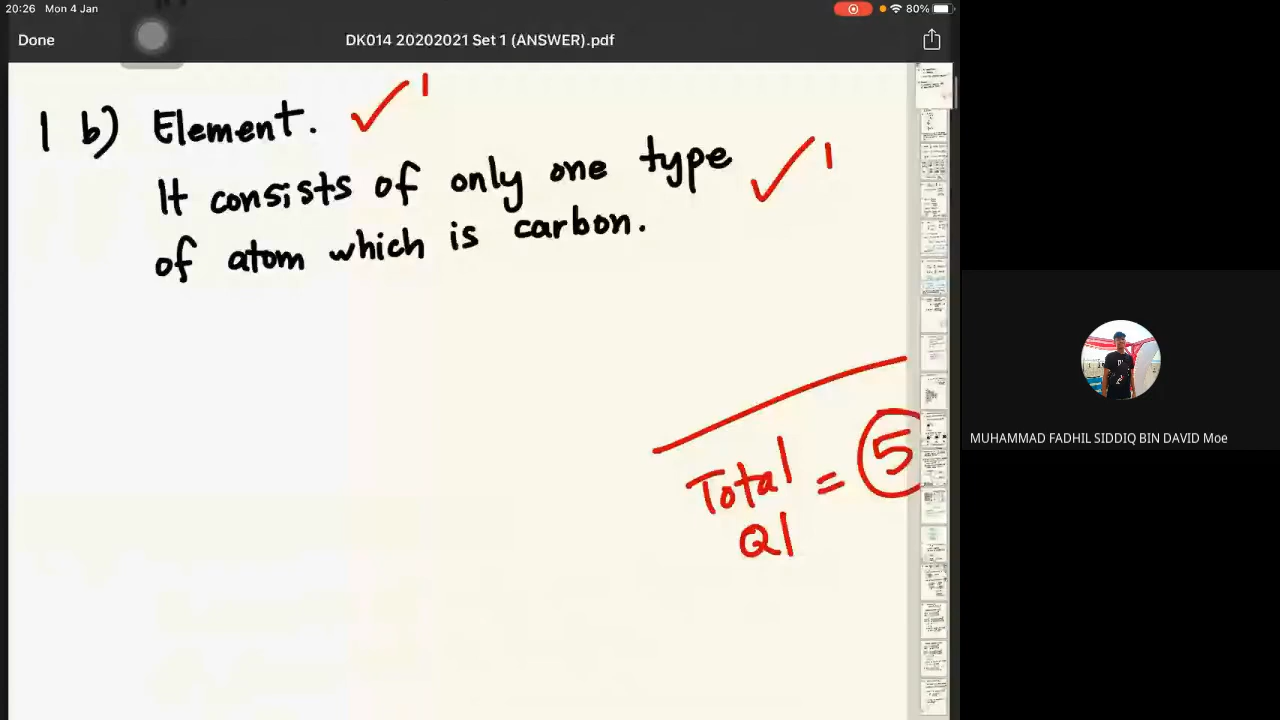 20:26 Mon 4 Jan
80%
Done
DK014 20202021 Set 1 (ANSWER).pdf
1 b) Element. ✓1
It consists of only one type ✓1
of atom which is carbon.
Total = 5
Q1
MUHAMMAD FADHIL SIDDIQ BIN DAVID Moe